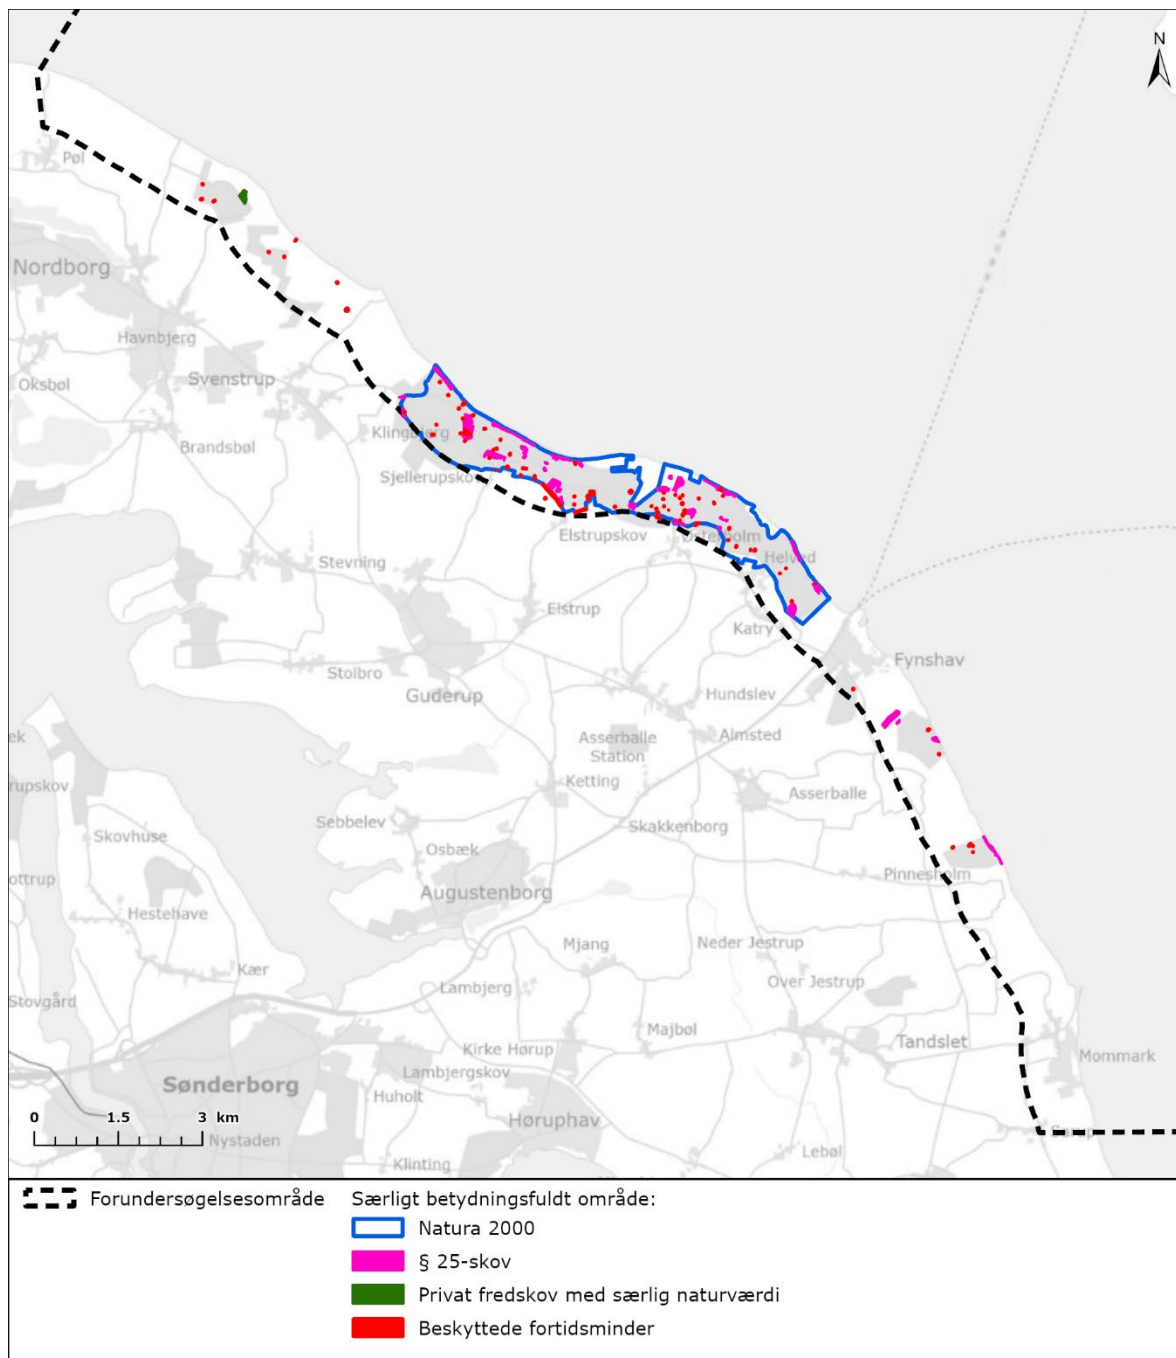 N
Pøl
Nordborg
Havnbjerg
Oksbøl
Svenstrup
Brandsbøl
Klingbjerg
Sjellerupskov
Elstrupskov
Østerholm
Helved
Stevning
Elstrup
Katry
Fynshav
Stolbro
Guderup
Hundslev
Asserballe
Station
Almsted
ek
Ketting
Asserballe
rupskov
Sebbelev
Skakkenborg
Skovhuse
Osbæk
ottrup
Augustenborg
Pinnesholm
Hestehave
Mjang
Neder Jestrup
Kær
Lambjerg
Over Jestrup
Stovgård
Majbøl
Tandslet
Kirke Hørup
Mommark
Lambjergskov
Sønderborg
Huholt
0 1.5 3 km
Høruphav
Nystaden
Lebøl
Klinting
Forundersøgelsesområde
Særligt betydningsfuldt område:
Natura 2000
§ 25-skov
Privat fredskov med særlig naturværdi
Beskyttede fortidsminder